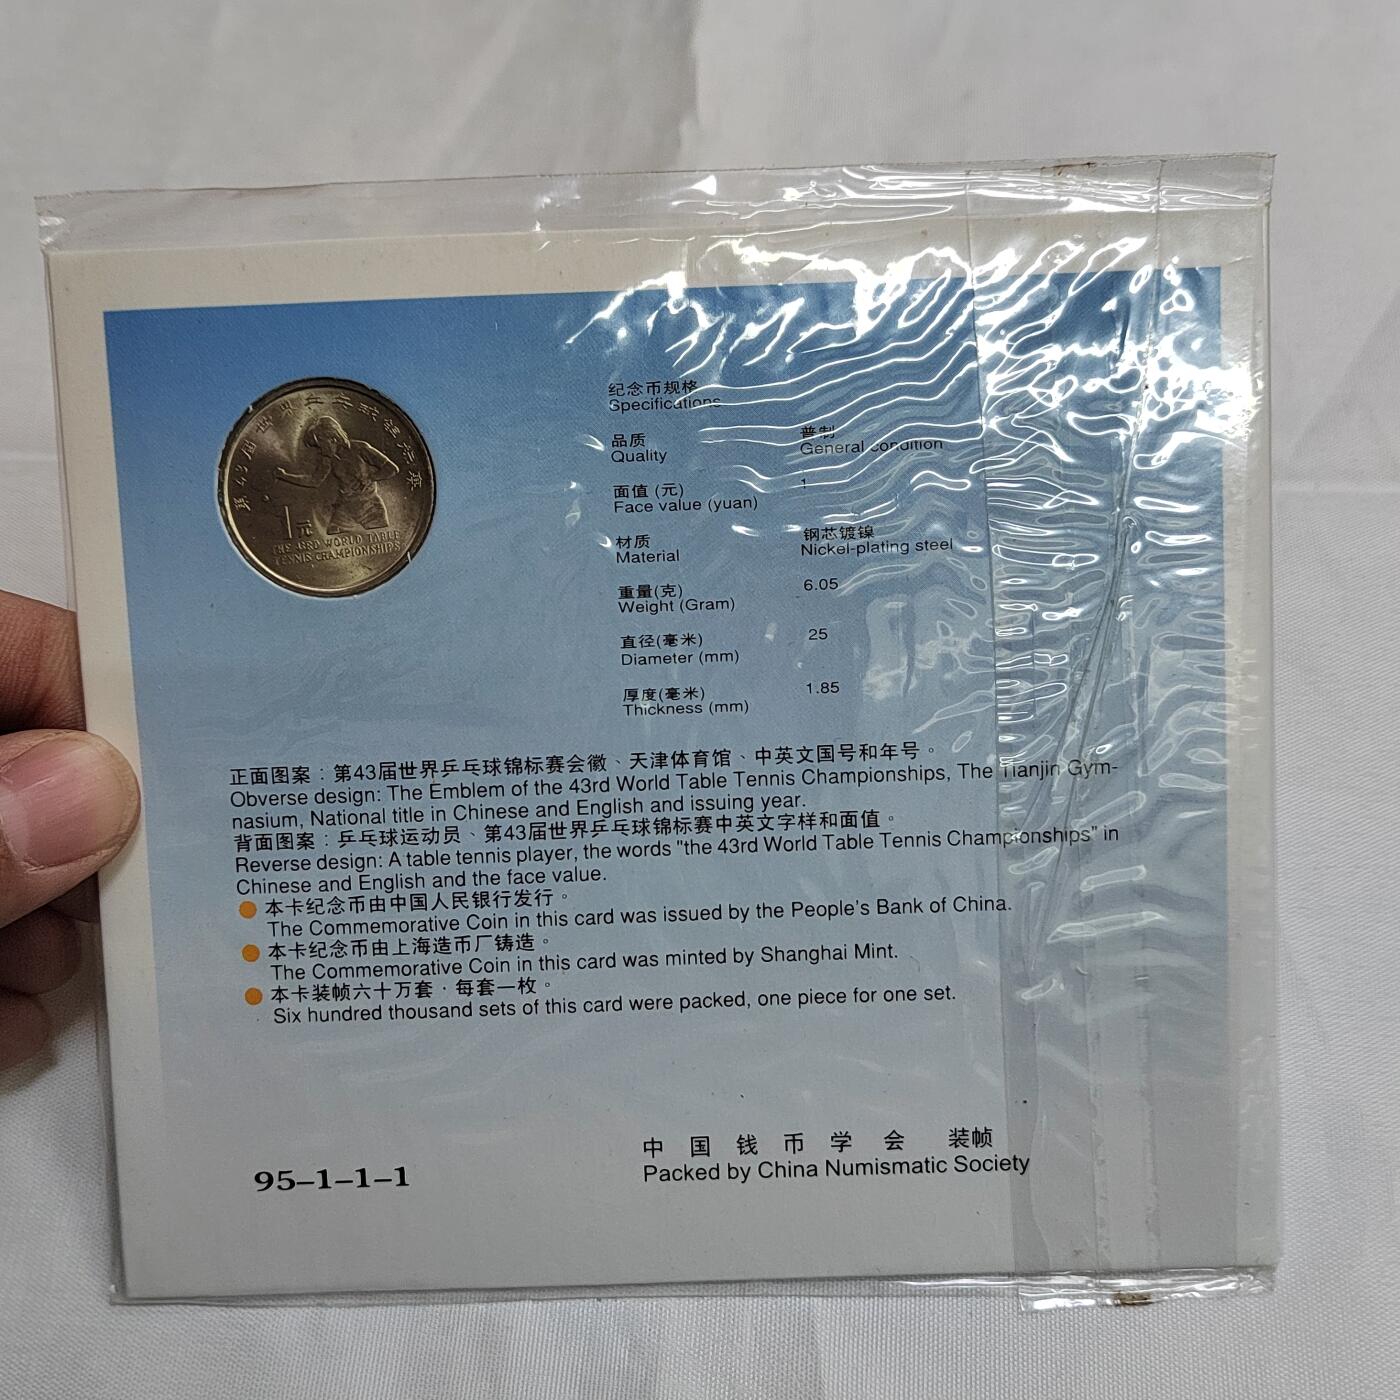 第43届世界乒乓球锦标赛
1元
THE 43RD WORLD TABLE
TENNIS CHAMPIONSHIPS
纪念币规格
Specifications
品质 普制
Quality General condition
面值 (元) 1
Face value (yuan)
材质 钢芯镀镍
Material Nickel-plating steel
重量(克) 6.05
Weight (Gram)
直径(毫米) 25
Diameter (mm)
厚度(毫米) 1.85
Thickness (mm)
正面图案：第43届世界乒乓球锦标赛会徽、天津体育馆、中英文国号和年号。
Obverse design: The Emblem of the 43rd World Table Tennis Championships, The Tianjin Gym-
nasium, National title in Chinese and English and issuing year.
背面图案：乒乓球运动员、第43届世界乒乓球锦标赛中英文字样和面值。
Reverse design: A table tennis player, the words "the 43rd World Table Tennis Championships" in
Chinese and English and the face value.
本卡纪念币由中国人民银行发行。
The Commemorative Coin in this card was issued by the People's Bank of China.
本卡纪念币由上海造币厂铸造。
The Commemorative Coin in this card was minted by Shanghai Mint.
本卡装帧六十万套·每套一枚。
Six hundred thousand sets of this card were packed, one piece for one set.
中国钱币学会 装帧
Packed by China Numismatic Society
95–1–1–1